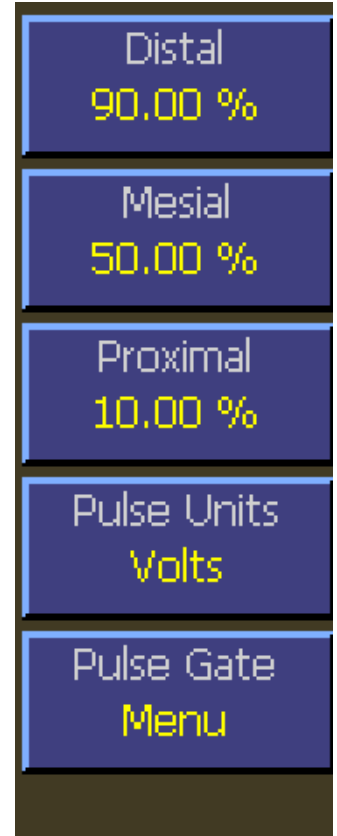 Distal
90.00 %
Mesial
50.00 %
Proximal
10.00 %
Pulse Units
Volts
Pulse Gate
Menu